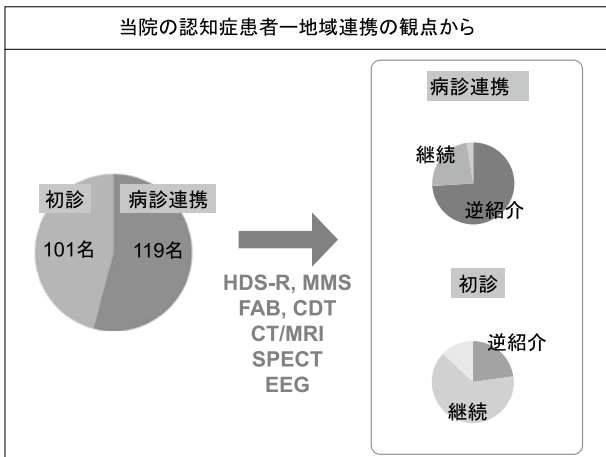 当院の認知症患者ー地域連携の観点から
初診
101名
病診連携
119名
HDS-R, MMS
FAB, CDT
CT/MRI
SPECT
EEG
病診連携
継続
逆紹介
初診
逆紹介
継続